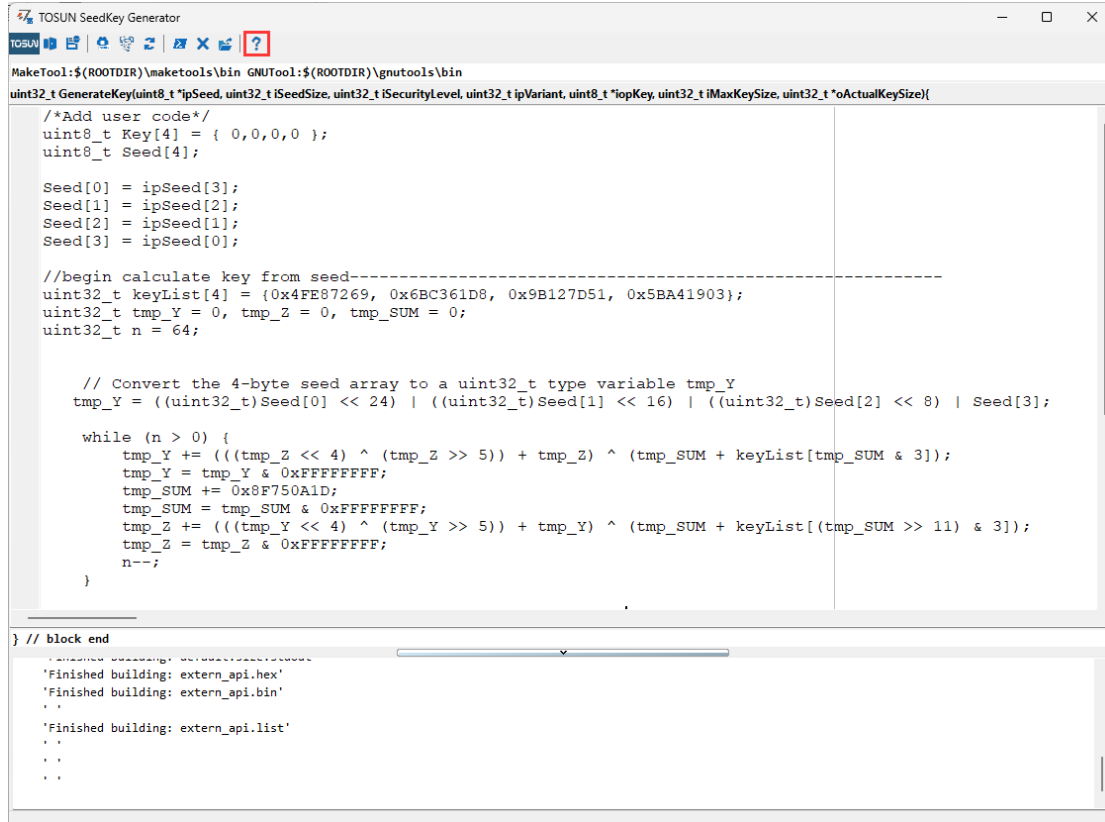 TOSUN SeedKey Generator
TOSUN ?
MakeTool:$(ROOTDIR)\maketools\bin GNUTool:$(ROOTDIR)\gnutools\bin
uint32_t GenerateKey(uint8_t *ipSeed, uint32_t iSeedSize, uint32_t iSecurityLevel, uint32_t ipVariant, uint8_t *iopKey, uint32_t iMaxKeySize, uint32_t *oActualKeySize){
/*Add user code*/
uint8_t Key[4] = { 0,0,0,0 };
uint8_t Seed[4];
Seed[0] = ipSeed[3];
Seed[1] = ipSeed[2];
Seed[2] = ipSeed[1];
Seed[3] = ipSeed[0];
//begin calculate key from seed------------------------------------------------------------
uint32_t keyList[4] = {0x4FE87269, 0x6BC361D8, 0x9B127D51, 0x5BA41903};
uint32_t tmp_Y = 0, tmp_Z = 0, tmp_SUM = 0;
uint32_t n = 64;
// Convert the 4-byte seed array to a uint32_t type variable tmp_Y
tmp_Y = ((uint32_t)Seed[0] << 24) | ((uint32_t)Seed[1] << 16) | ((uint32_t)Seed[2] << 8) | Seed[3];
while (n > 0) {
tmp_Y += (((tmp_Z << 4) ^ (tmp_Z >> 5)) + tmp_Z) ^ (tmp_SUM + keyList[tmp_SUM & 3]);
tmp_Y = tmp_Y & 0xFFFFFFFF;
tmp_SUM += 0x8F750A1D;
tmp_SUM = tmp_SUM & 0xFFFFFFFF;
tmp_Z += (((tmp_Y << 4) ^ (tmp_Y >> 5)) + tmp_Y) ^ (tmp_SUM + keyList[(tmp_SUM >> 11) & 3]);
tmp_Z = tmp_Z & 0xFFFFFFFF;
n--;
}
} // block end
'Finished building: default.size.stdout'
'Finished building: extern_api.hex'
'Finished building: extern_api.bin'
' '
'Finished building: extern_api.list'
' '
' '
' '